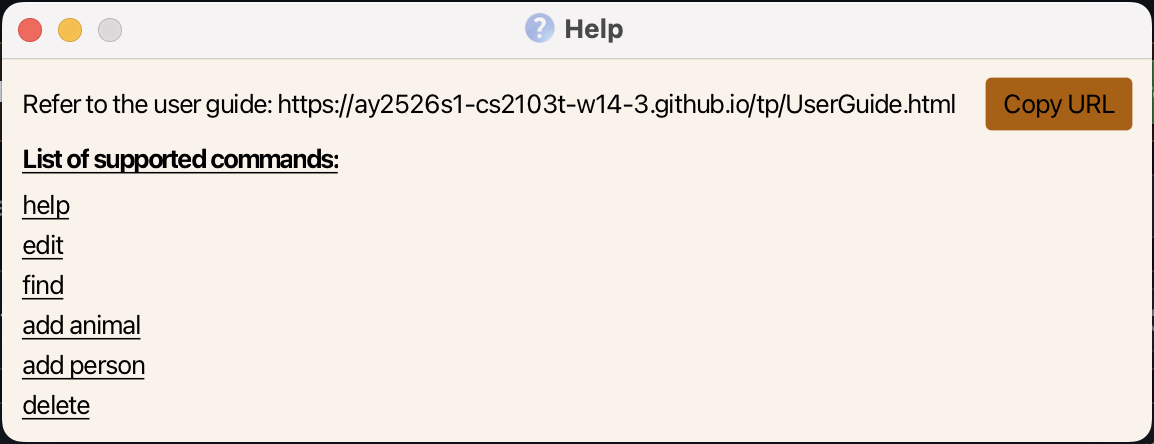 Help
Refer to the user guide: https://ay2526s1-cs2103t-w14-3.github.io/tp/UserGuide.html Copy URL
List of supported commands:
help
edit
find
add animal
add person
delete